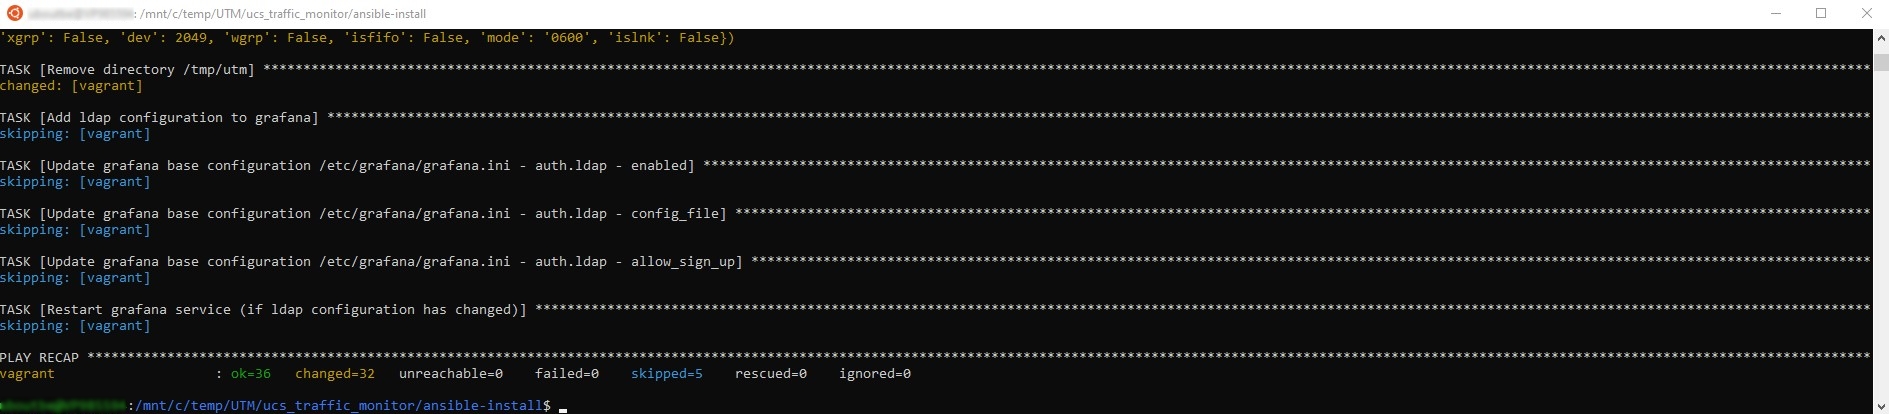 : /mnt/c/temp/UTM/ucs_traffic_monitor/ansible-install
'xgrp': False, 'dev': 2049, 'wgrp': False, 'isfifo': False, 'mode': '0600', 'islnk': False})
TASK [Remove directory /tmp/utm] ****************************************************************************************************************************************************************************************
changed: [vagrant]
TASK [Add ldap configuration to grafana] ********************************************************************************************************************************************************************************
skipping: [vagrant]
TASK [Update grafana base configuration /etc/grafana/grafana.ini - auth.ldap - enabled] *********************************************************************************************************************************
skipping: [vagrant]
TASK [Update grafana base configuration /etc/grafana/grafana.ini - auth.ldap - config_file] *****************************************************************************************************************************
skipping: [vagrant]
TASK [Update grafana base configuration /etc/grafana/grafana.ini - auth.ldap - allow_sign_up] ***************************************************************************************************************************
skipping: [vagrant]
TASK [Restart grafana service (if ldap configuration has changed)] ******************************************************************************************************************************************************
skipping: [vagrant]
PLAY RECAP **************************************************************************************************************************************************************************************************************
vagrant : ok=36 changed=32 unreachable=0 failed=0 skipped=5 rescued=0 ignored=0
:/mnt/c/temp/UTM/ucs_traffic_monitor/ansible-install$